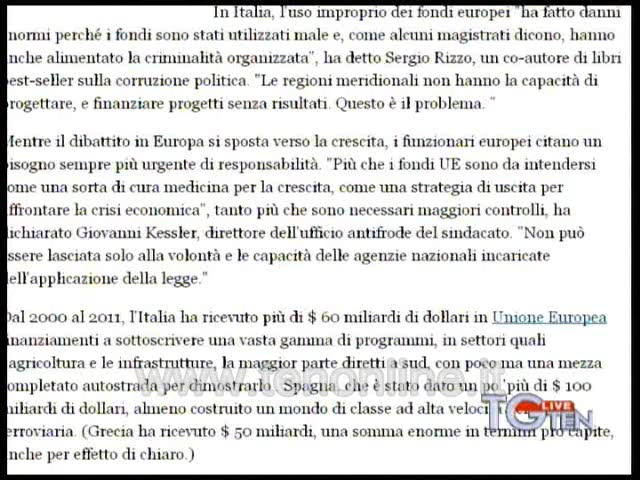 In Italia, l'uso improprio dei fondi europei "ha fatto danni
normi perché i fondi sono stati utilizzati male e, come alcuni magistrati dicono, hanno
nche alimentato la criminalità organizzata", ha detto Sergio Rizzo, un co-autore di libri
est-seller sulla corruzione politica. "Le regioni meridionali non hanno la capacità di
rogettare, e finanziare progetti senza risultati. Questo è il problema. "
Mentre il dibattito in Europa si sposta verso la crescita, i funzionari europei citano un
isogno sempre più urgente di responsabilità. "Più che i fondi UE sono da intendersi
ome una sorta di cura medicina per la crescita, come una strategia di uscita per
ffrontare la crisi economica", tanto più che sono necessari maggiori controlli, ha
ichiarato Giovanni Kessler, direttore dell'ufficio antifrode del sindacato. "Non può
ssere lasciata solo alla volontà e le capacità delle agenzie nazionali incaricate
ell'applicazione della legge."
Dal 2000 al 2011, l'Italia ha ricevuto più di $ 60 miliardi di dollari in Unione Europea
inanziamenti a sottoscrivere una vasta gamma di programmi, in settori quali
agricoltura e le infrastrutture, la maggior parte diretti a sud, con poco ma una mezza
ompletato autostrada per dimostrarlo. Spagna, che è stato dato un po 'più di $ 100
iliardi di dollari, almeno costruito un mondo di classe ad alta velocità
erroviaria. (Grecia ha ricevuto $ 50 miliardi, una somma enorme in termini pro capite,
nche per effetto di chiaro.)
www.tenonline.it
TG TEN LIVE